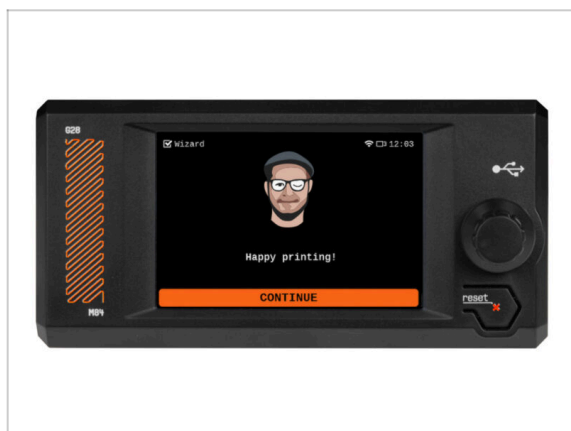 G28
Wizard
12:03
Happy printing!
CONTINUE
reset
M84